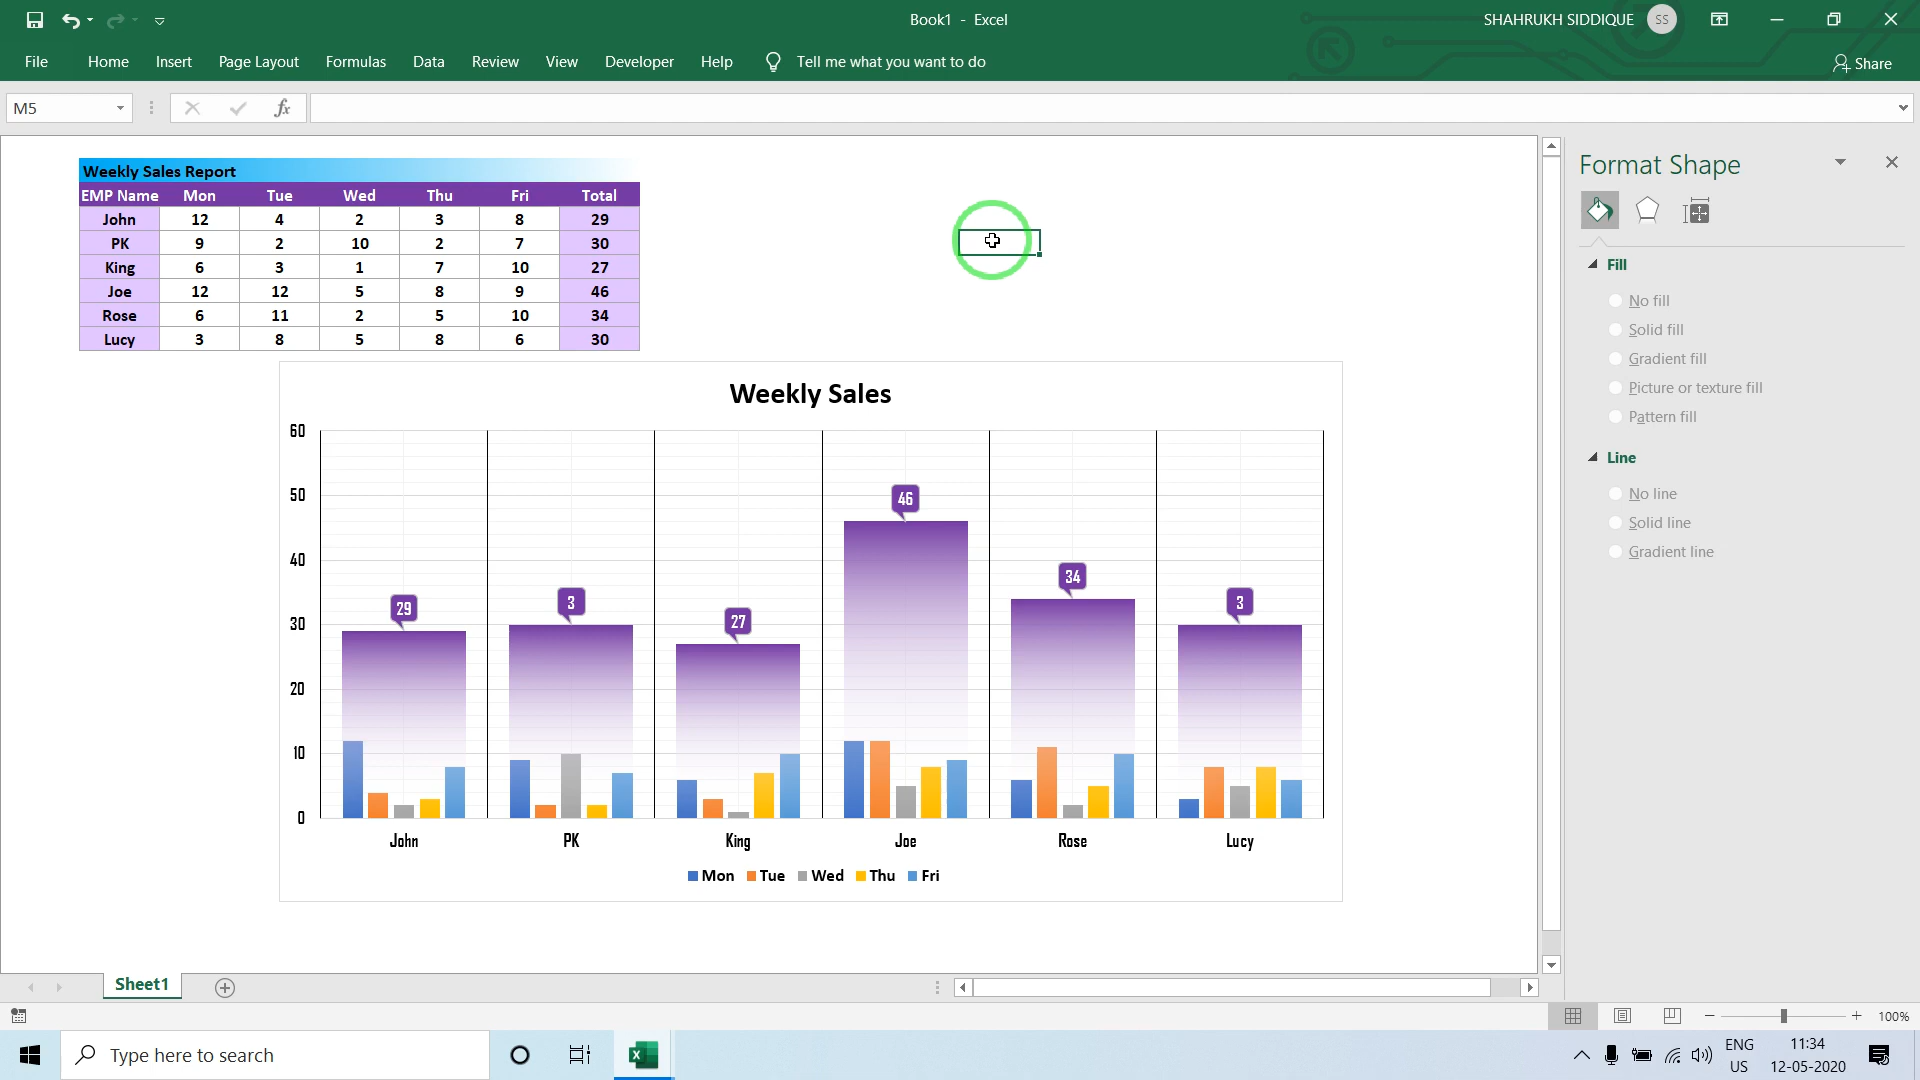 Book1 - Excel
SHAHRUKH SIDDIQUE SS
File Home Insert Page Layout Formulas Data Review View Developer Help Tell me what you want to do Share
M5 fx
Weekly Sales Report
EMP Name Mon Tue Wed Thu Fri Total
John 12 4 2 3 8 29
PK 9 2 10 2 7 30
King 6 3 1 7 10 27
Joe 12 12 5 8 9 46
Rose 6 11 2 5 10 34
Lucy 3 8 5 8 6 30
Weekly Sales
60
50
40
30
20
10
0
29 3 27 46 34 3
John PK King Joe Rose Lucy
Mon Tue Wed Thu Fri
Format Shape
Fill
No fill
Solid fill
Gradient fill
Picture or texture fill
Pattern fill
Line
No line
Solid line
Gradient line
Sheet1
100%
Type here to search
ENG
US
11:34
12-05-2020